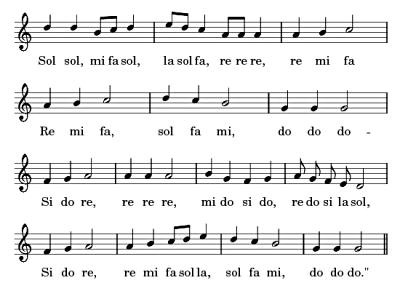 Sol sol, mi fa sol, la sol fa, re re re, re mi fa
Re mi fa, sol fa mi, do do do -
Si do re, re re re, mi do si do, re do si la sol,
Si do re, re mi fa sol la, sol fa mi, do do do."